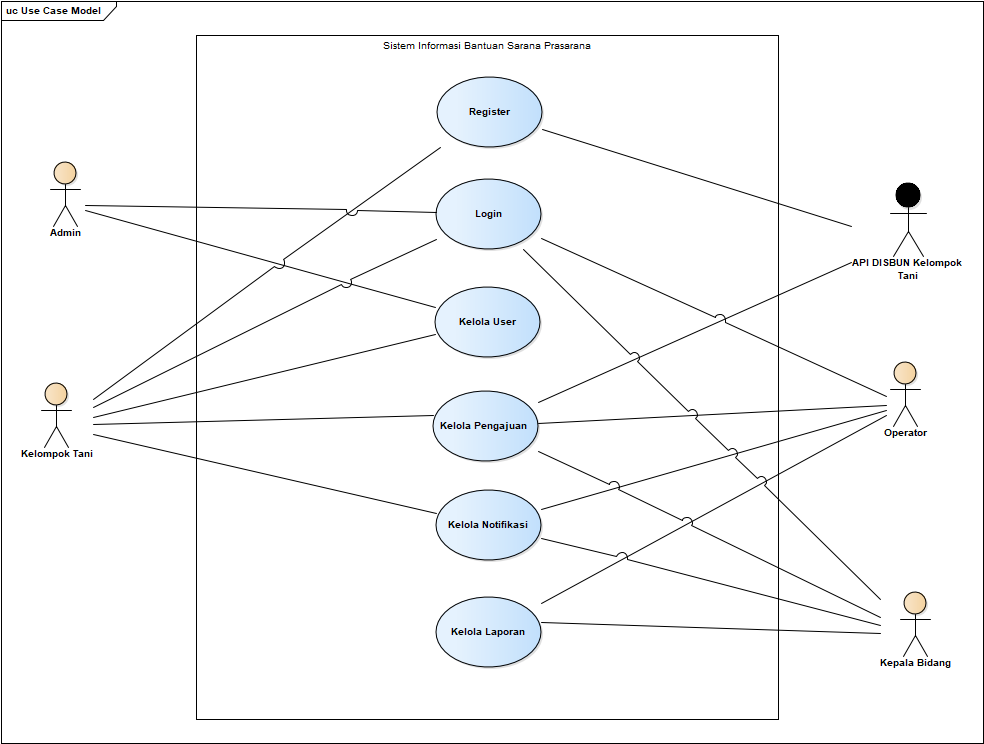 uc Use Case Model
Sistem Informasi Bantuan Sarana Prasarana
Register
Login
Admin
API DISBUN Kelompok
Tani
Kelola User
Kelola Pengajuan
Operator
Kelompok Tani
Kelola Notifikasi
Kelola Laporan
Kepala Bidang